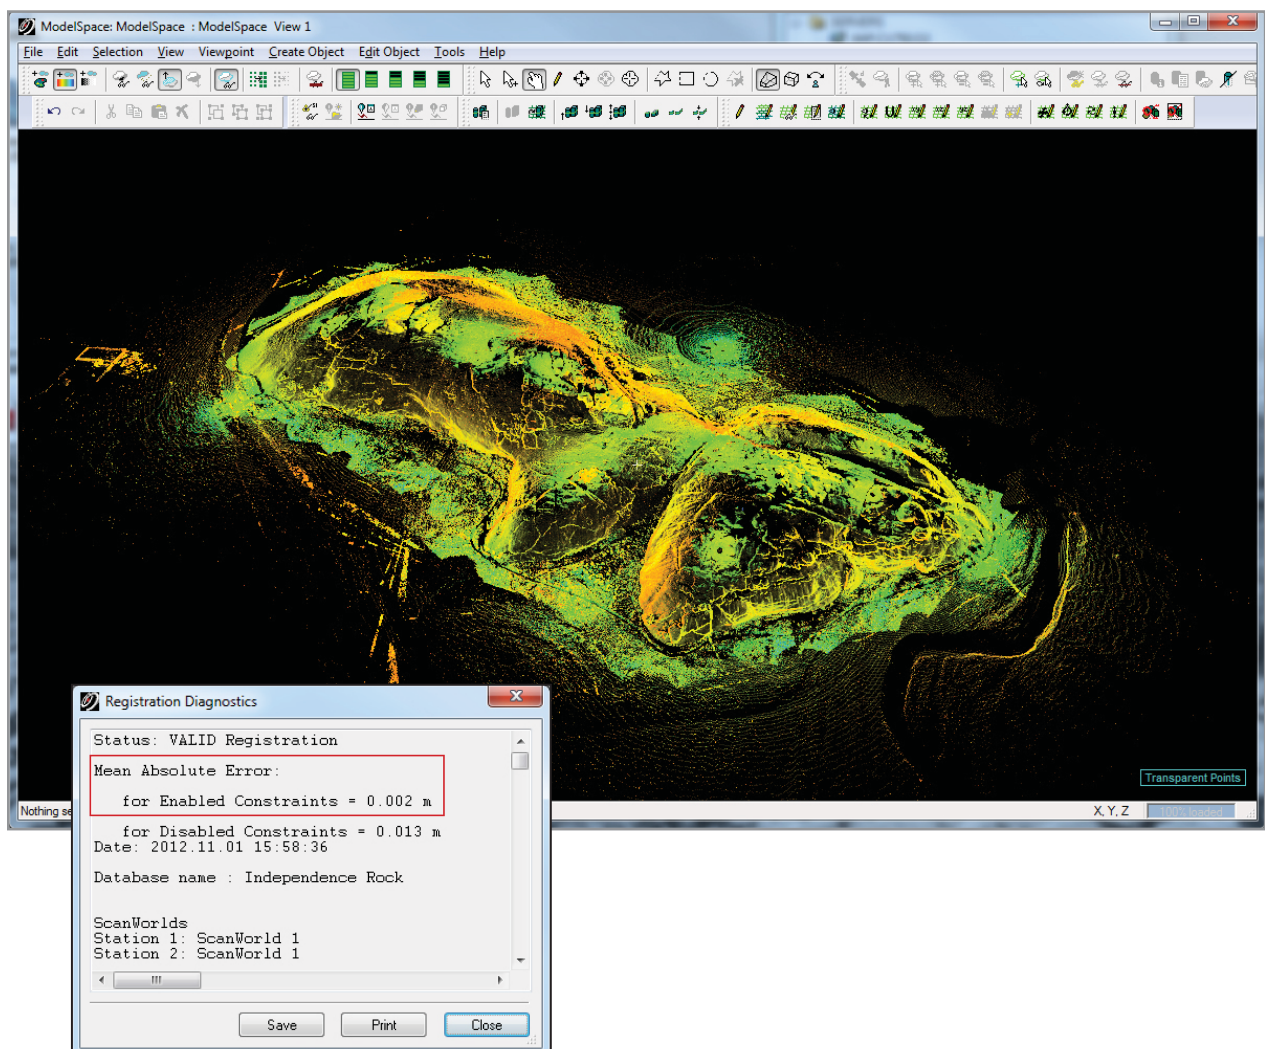 ModelSpace: ModelSpace : ModelSpace View 1
File Edit Selection View Viewpoint Create Object Edit Object Tools Help
Transparent Points
Nothing se
X, Y, Z
100% loaded
Registration Diagnostics
Status: VALID Registration
Mean Absolute Error:
for Enabled Constraints = 0.002 m
for Disabled Constraints = 0.013 m
Date: 2012.11.01 15:58:36
Database name : Independence Rock
ScanWorlds
Station 1: ScanWorld 1
Station 2: ScanWorld 1
Save Print Close